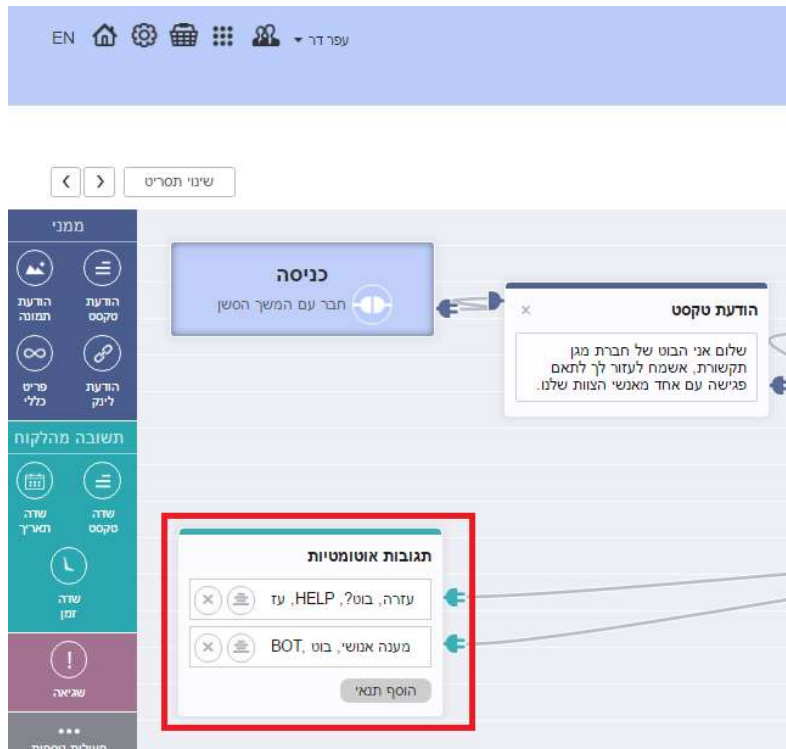 עפר דר
EN
שינוי תסריט
ממני
הודעת
טקסט
הודעת
תמונה
הודעת
לינק
פריט
כללי
תשובה מהלקוח
שדה
טקסט
שדה
תאריך
שדה
זמן
שגיאה
כניסה
חבר עם המשך הסשן
הודעת טקסט
שלום אני הבוט של חברת מגן
תקשורת, אשמח לעזור לך לתאם
פגישה עם אחד מאנשי הצוות שלנו.
תגובות אוטומטיות
עזרה, בוט?, HELP, עז
מענה אנושי, בוט ,BOT
הוסף תנאי